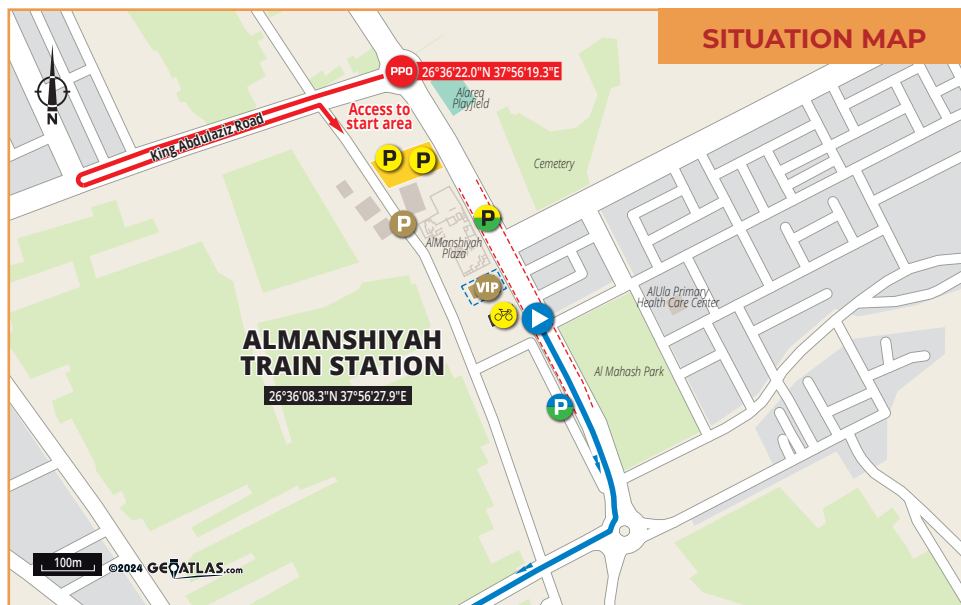 SITUATION MAP
N
PPO
26°36'22.0"N 37°56'19.3"E
Alareq
Playfield
Access to
start area
King Abdulaziz Road
P
P
Cemetery
P
P
AlManshiyah
Plaza
VIP
AlUla Primary
Health Care Center
ALMANSHIYAH
TRAIN STATION
26°36'08.3"N 37°56'27.9"E
Al Mahash Park
P
100m
©2024 GEOATLAS.com